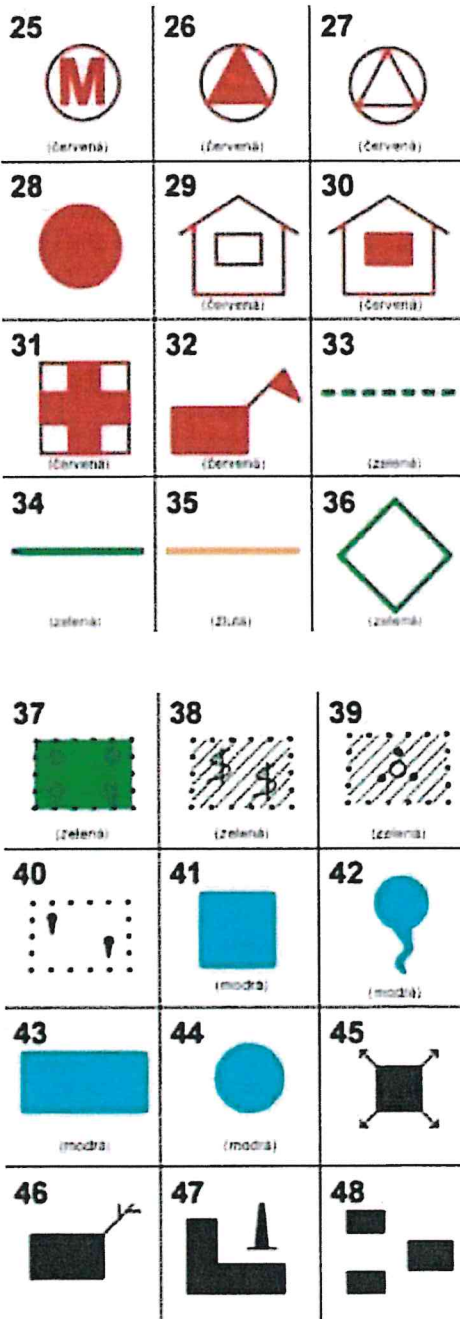 25 26 27
M
(červená) (červená) (červená)
28 29 30
(červená) (červená)
31 32 33
(červená) (červená) (zelená)
34 35 36
(zelená) (žlutá) (zelená)
37 38 39
(zelená) (zelená) (zelená)
40 41 42
(modrá) (modrá)
43 44 45
(modrá) (modrá)
46 47 48